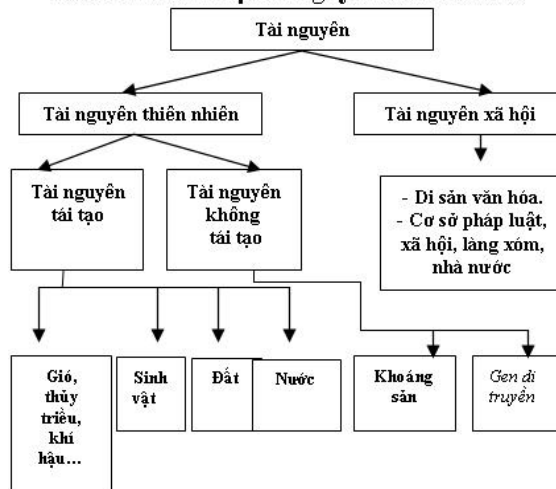 Tài nguyên
Tài nguyên thiên nhiên
Tài nguyên xã hội
Tài nguyên
tái tạo
Tài nguyên
không
tái tạo
- Di sản văn hóa.
- Cơ sở pháp luật,
xã hội, làng xóm,
nhà nước
Gió,
thủy
triều,
khí
hậu...
Sinh
vật
Đất
Nước
Khoáng
sản
Gen di
truyền